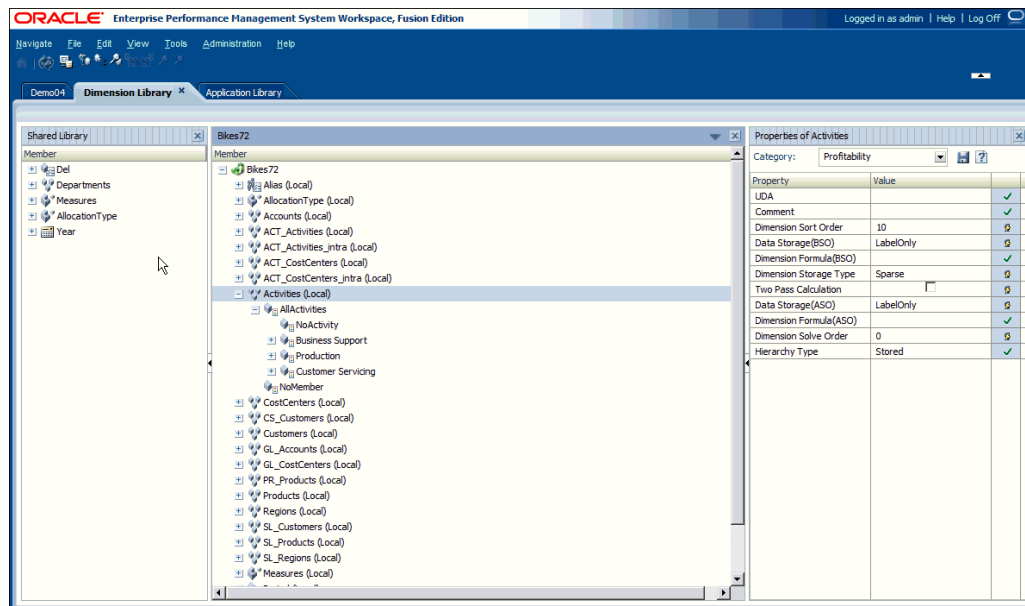 ORACLE® Enterprise Performance Management System Workspace, Fusion Edition
Logged in as admin | Help | Log Off
Navigate File Edit View Tools Administration Help
Demo04 Dimension Library × Application Library
Shared Library
Member
Del
Departments
Measures
AllocationType
Year
Bikes72
Member
Bikes72
Alias (Local)
AllocationType (Local)
Accounts (Local)
ACT_Activities (Local)
ACT_Activities_intra (Local)
ACT_CostCenters (Local)
ACT_CostCenters_intra (Local)
Activities (Local)
AllActivities
NoActivity
Business Support
Production
Customer Servicing
NoMember
CostCenters (Local)
CS_Customers (Local)
Customers (Local)
GL_Accounts (Local)
GL_CostCenters (Local)
PR_Products (Local)
Products (Local)
Regions (Local)
SL_Customers (Local)
SL_Products (Local)
SL_Regions (Local)
Measures (Local)
Properties of Activities
Category: Profitability
Property Value
UDA
Comment
Dimension Sort Order 10
Data Storage(BSO) LabelOnly
Dimension Formula(BSO)
Dimension Storage Type Sparse
Two Pass Calculation
Data Storage(ASO) LabelOnly
Dimension Formula(ASO)
Dimension Solve Order 0
Hierarchy Type Stored